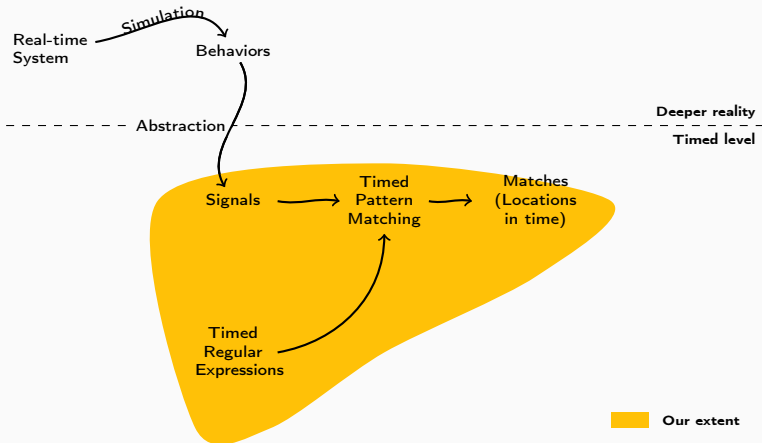 Simulation
Real-time
System
Behaviors
Deeper reality
Abstraction
Timed level
Signals
Timed
Pattern
Matching
Matches
(Locations
in time)
Timed
Regular
Expressions
Our extent